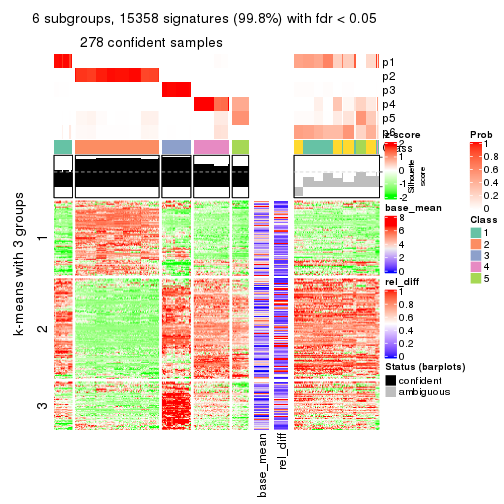 6 subgroups, 15358 signatures (99.8%) with fdr < 0.05
278 confident samples
p1
p2
p3
p4
p5
p6
Class
k-means with 3 groups
1
2
3
base_mean
rel_diff
z_score
2
1
0
-1
-2
Silhouette
score
base_mean
8
6
4
2
0
rel_diff
1
0.8
0.6
0.4
0.2
0
Status (barplots)
confident
ambiguous
Prob
1
0.8
0.6
0.4
0.2
0
Class
1
2
3
4
5